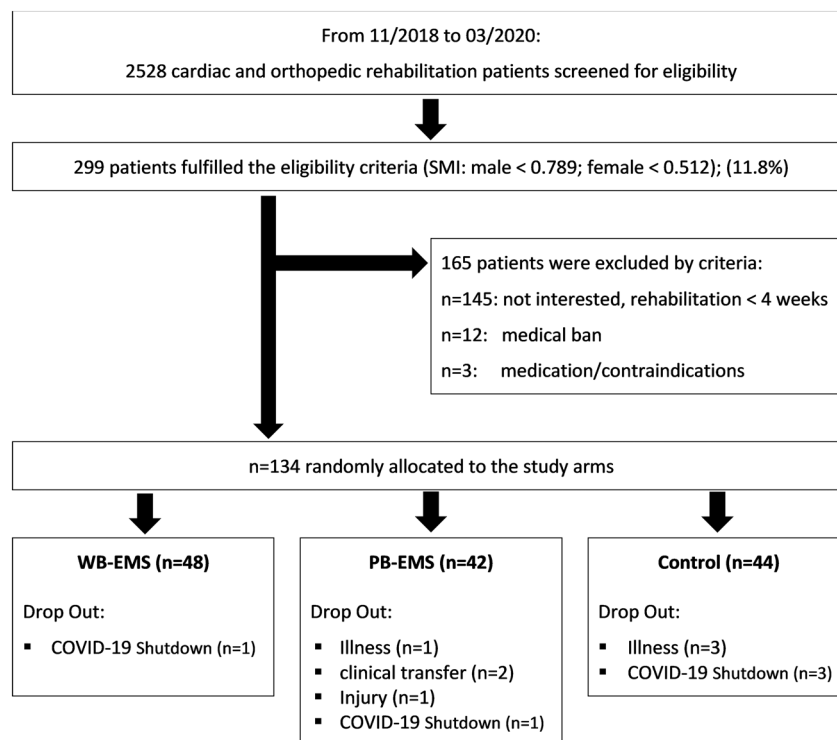 From 11/2018 to 03/2020:
2528 cardiac and orthopedic rehabilitation patients screened for eligibility
299 patients fulfilled the eligibility criteria (SMI: male < 0.789; female < 0.512); (11.8%)
165 patients were excluded by criteria:
n=145: not interested, rehabilitation < 4 weeks
n=12: medical ban
n=3: medication/contraindications
n=134 randomly allocated to the study arms
WB-EMS (n=48)
Drop Out:
▪ COVID-19 Shutdown (n=1)
PB-EMS (n=42)
Drop Out:
▪ Illness (n=1)
▪ clinical transfer (n=2)
▪ Injury (n=1)
▪ COVID-19 Shutdown (n=1)
Control (n=44)
Drop Out:
▪ Illness (n=3)
▪ COVID-19 Shutdown (n=3)